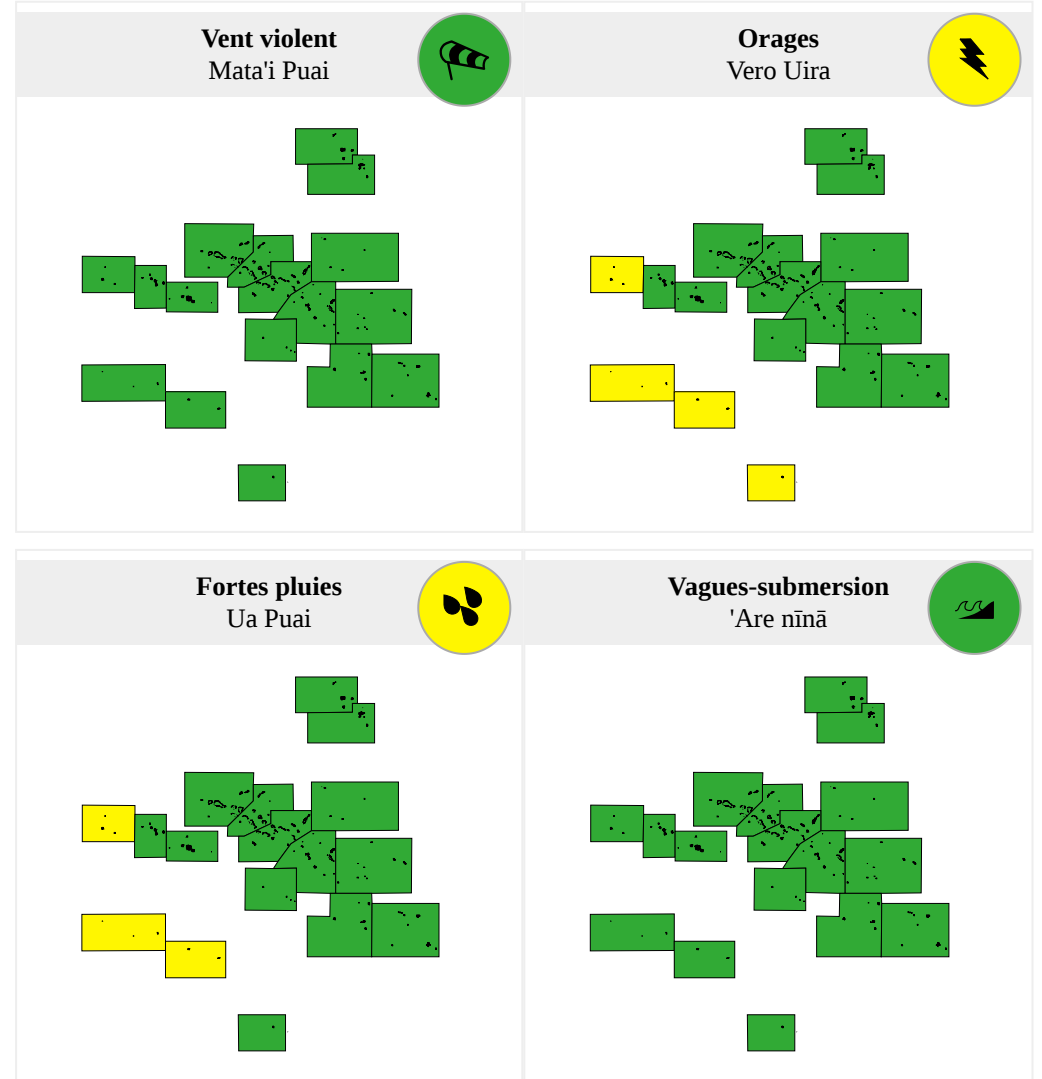 Vent violent
Mata'i Puai
Orages
Vero Uira
Fortes pluies
Ua Puai
Vagues-submersion
'Are nīnā